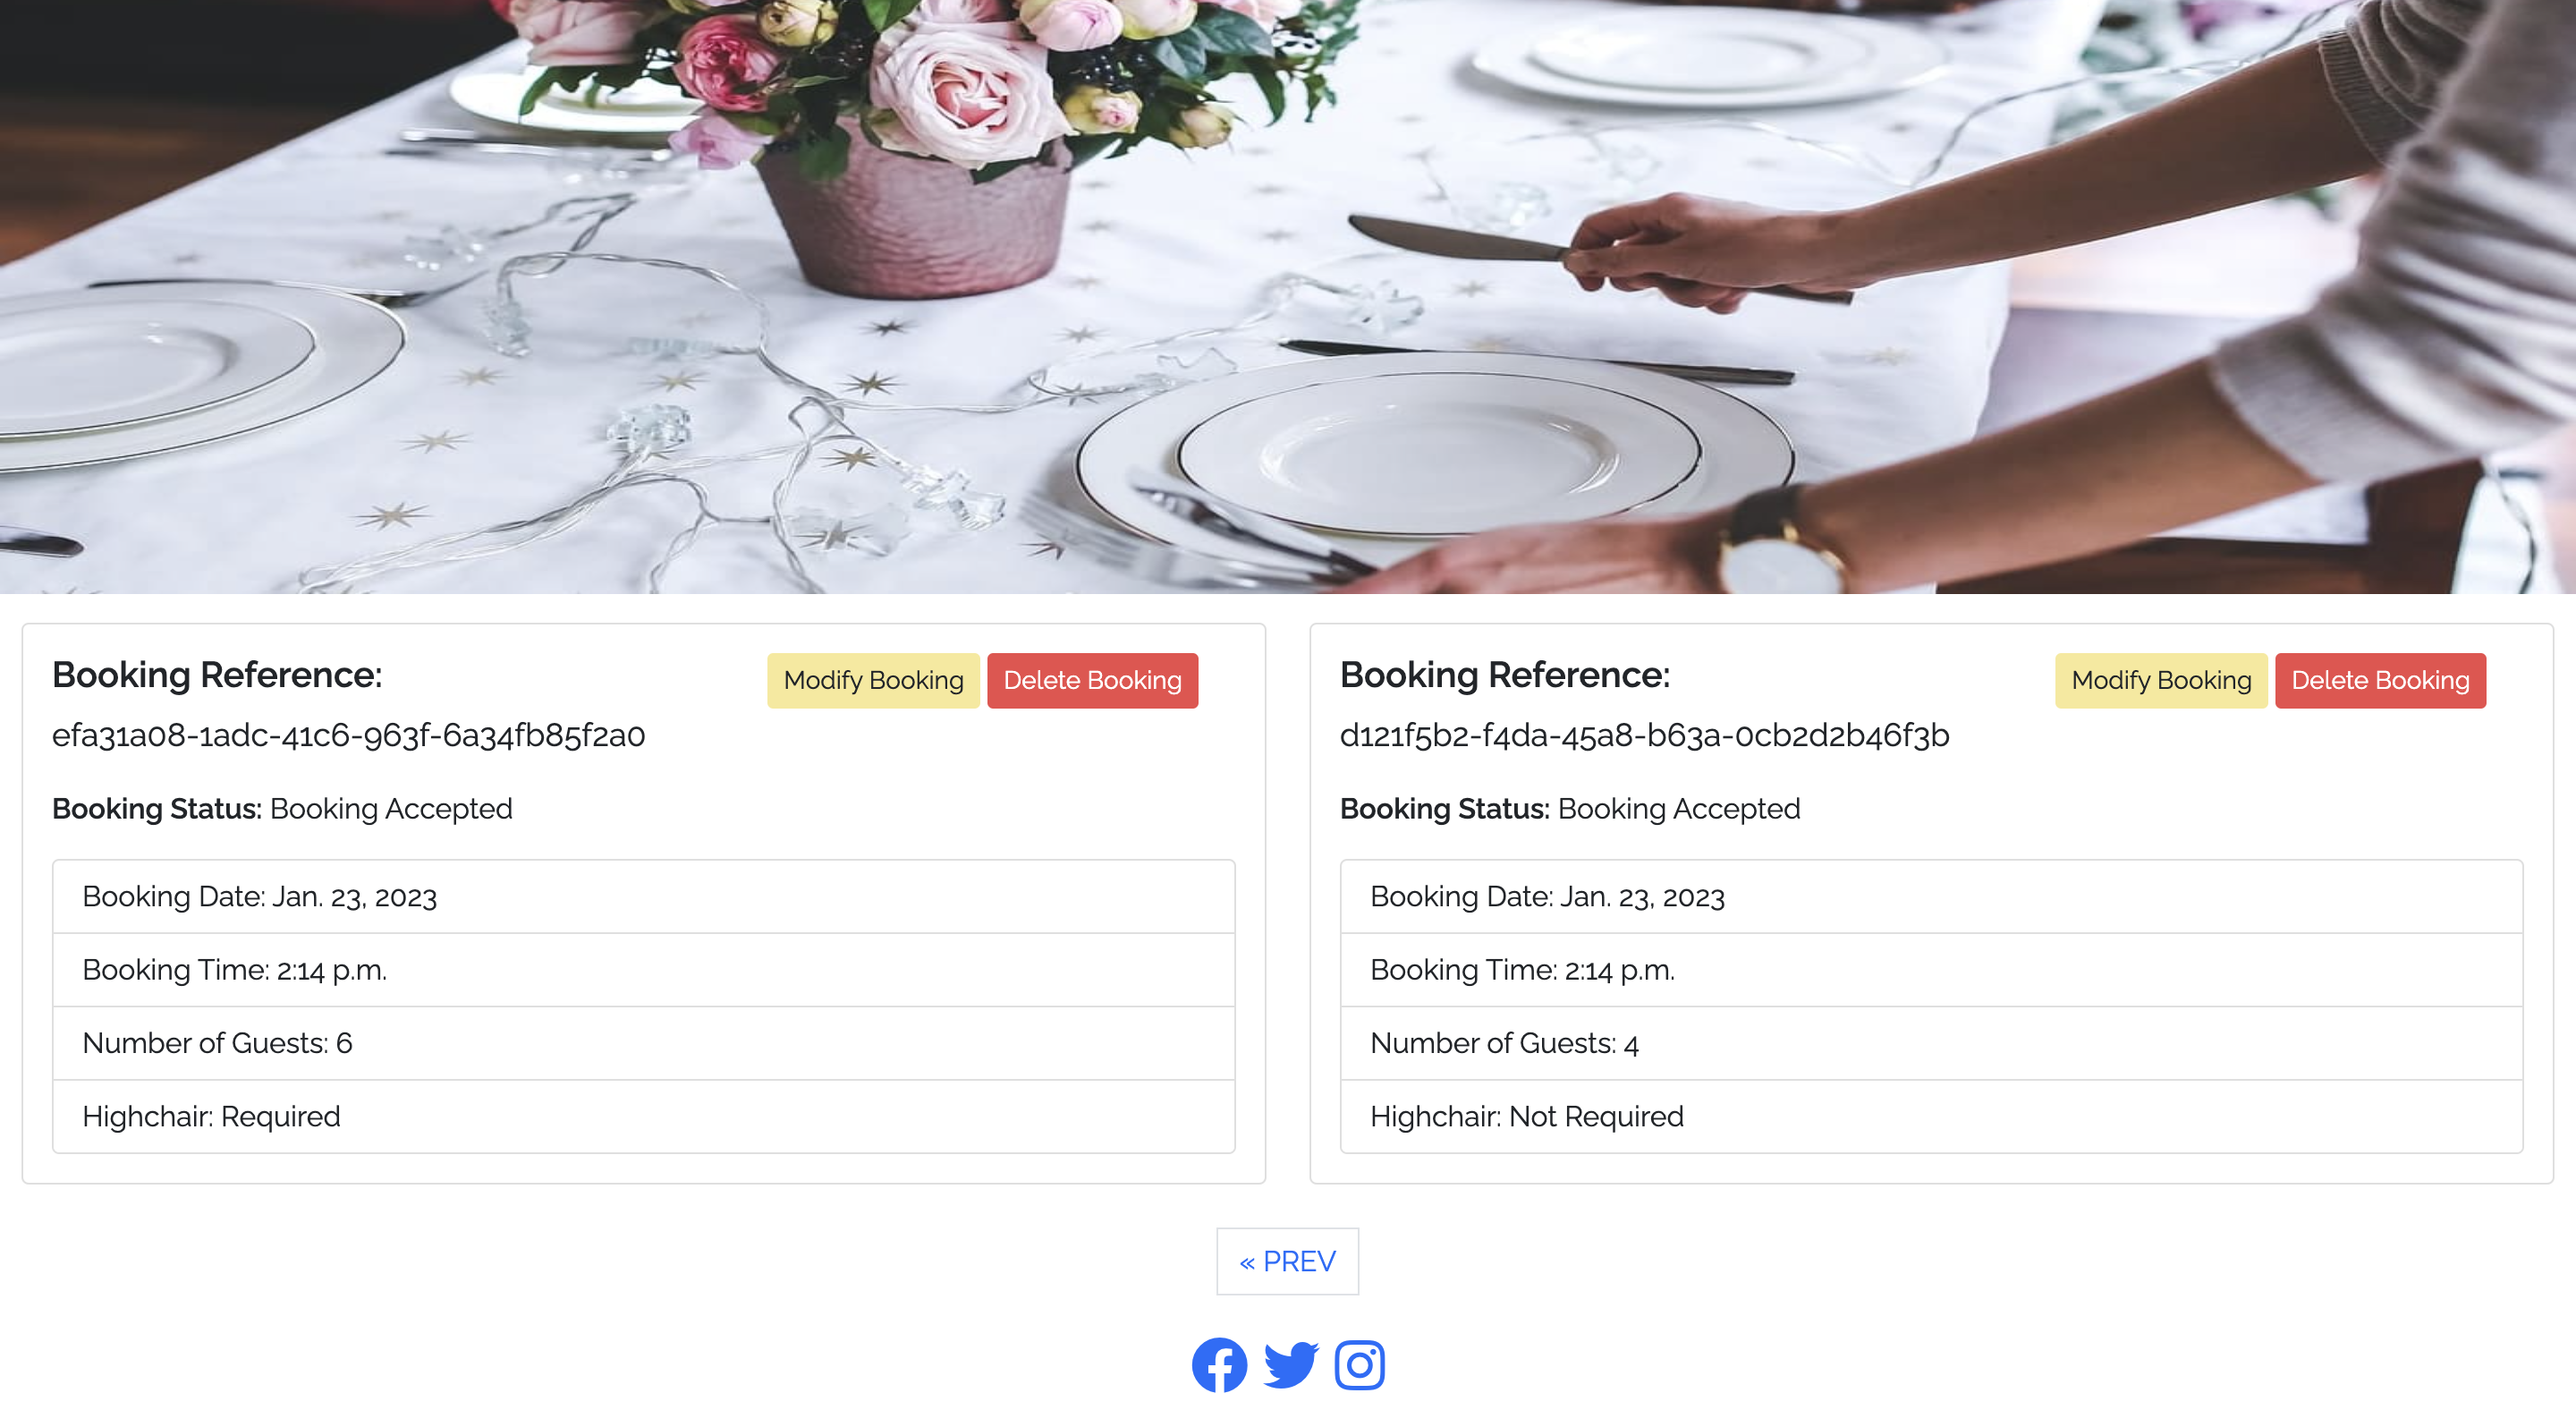 Booking Reference:
Modify Booking
Delete Booking
efa31a08-1adc-41c6-963f-6a34fb85f2a0
Booking Status: Booking Accepted
Booking Date: Jan. 23, 2023
Booking Time: 2:14 p.m.
Number of Guests: 6
Highchair: Required
Booking Reference:
Modify Booking
Delete Booking
d121f5b2-f4da-45a8-b63a-0cb2d2b46f3b
Booking Status: Booking Accepted
Booking Date: Jan. 23, 2023
Booking Time: 2:14 p.m.
Number of Guests: 4
Highchair: Not Required
« PREV